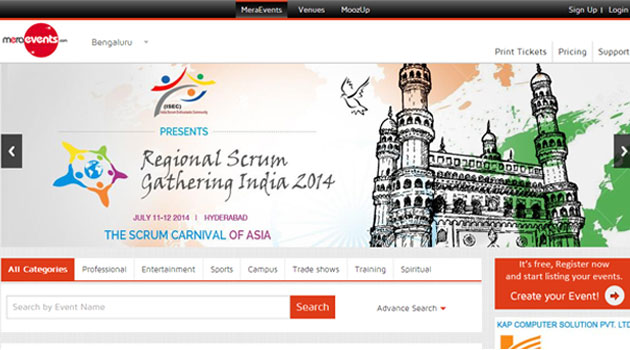 MeraEvents Venues MoozUp Sign Up | Login
meraevents.com
Bengaluru
Print Tickets | Pricing | Support
(ISEC)
PRESENTS
Regional Scrum
Gathering India 2014
JULY 11-12 2014 | HYDERABAD
THE SCRUM CARNIVAL OF ASIA
All Categories Professional Entertainment Sports Campus Trade shows Training Spiritual
Search by Event Name
Search
Advance Search
It's free, Register now
and start listing your events.
Create your Event!
KAP COMPUTER SOLUTION PVT. LTD